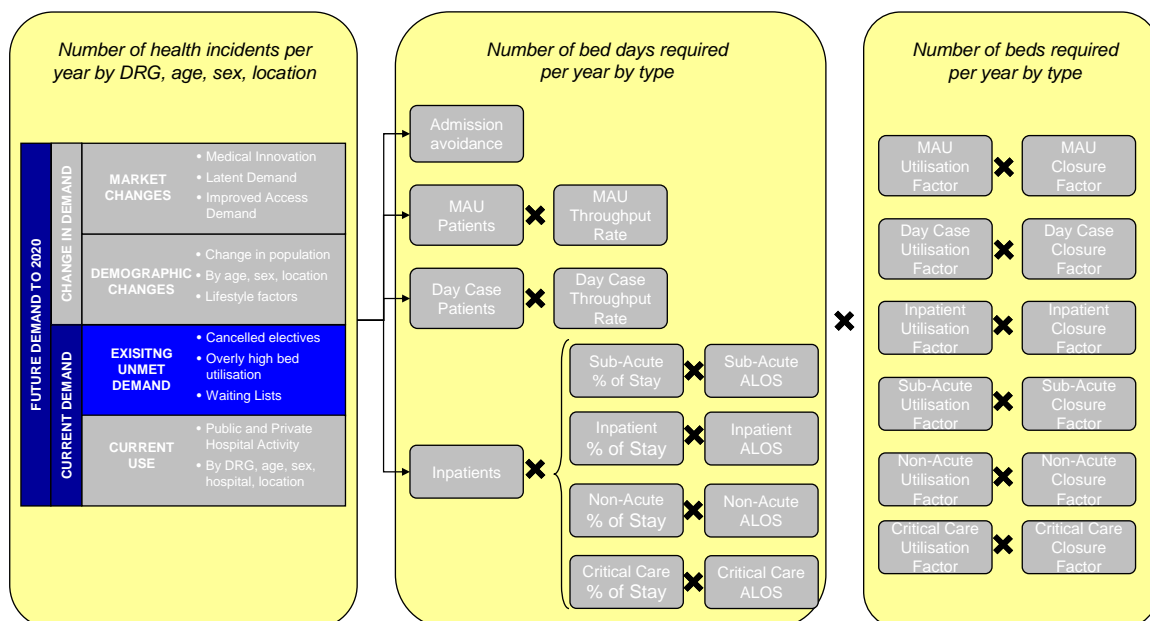 Number of health incidents per
year by DRG, age, sex, location
FUTURE DEMAND TO 2020
CHANGE IN DEMAND
MARKET
CHANGES
• Medical Innovation
• Latent Demand
• Improved Access
Demand
DEMOGRAPHIC
CHANGES
• Change in population
• By age, sex, location
• Lifestyle factors
CURRENT DEMAND
EXISITNG
UNMET
DEMAND
• Cancelled electives
• Overly high bed
utilisation
• Waiting Lists
CURRENT
USE
• Public and Private
Hospital Activity
• By DRG, age, sex,
hospital, location
Number of bed days required
per year by type
Admission
avoidance
MAU
Patients
MAU
Throughput
Rate
Day Case
Patients
Day Case
Throughput
Rate
Inpatients
Sub-Acute
% of Stay
Sub-Acute
ALOS
Inpatient
% of Stay
Inpatient
ALOS
Non-Acute
% of Stay
Non-Acute
ALOS
Critical Care
% of Stay
Critical Care
ALOS
Number of beds required
per year by type
MAU
Utilisation
Factor
MAU
Closure
Factor
Day Case
Utilisation
Factor
Day Case
Closure
Factor
Inpatient
Utilisation
Factor
Inpatient
Closure
Factor
Sub-Acute
Utilisation
Factor
Sub-Acute
Closure
Factor
Non-Acute
Utilisation
Factor
Non-Acute
Closure
Factor
Critical Care
Utilisation
Factor
Critical Care
Closure
Factor